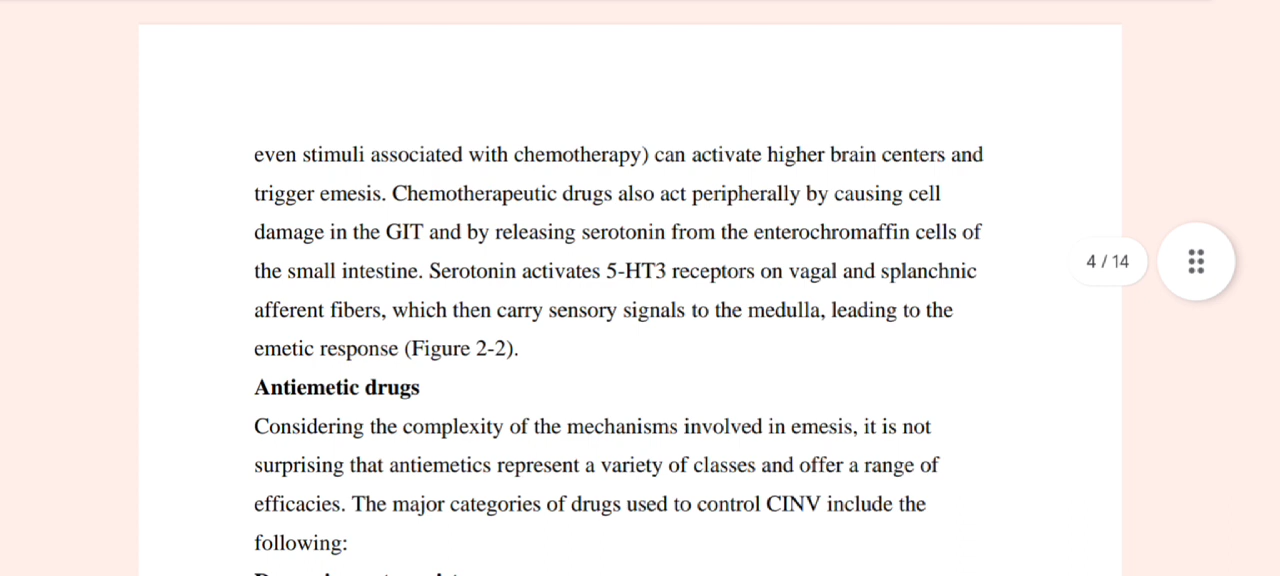 even stimuli associated with chemotherapy) can activate higher brain centers and
trigger emesis. Chemotherapeutic drugs also act peripherally by causing cell
damage in the GIT and by releasing serotonin from the enterochromaffin cells of
the small intestine. Serotonin activates 5-HT3 receptors on vagal and splanchnic
afferent fibers, which then carry sensory signals to the medulla, leading to the
emetic response (Figure 2-2).
Antiemetic drugs
Considering the complexity of the mechanisms involved in emesis, it is not
surprising that antiemetics represent a variety of classes and offer a range of
efficacies. The major categories of drugs used to control CINV include the
following:
4 / 14